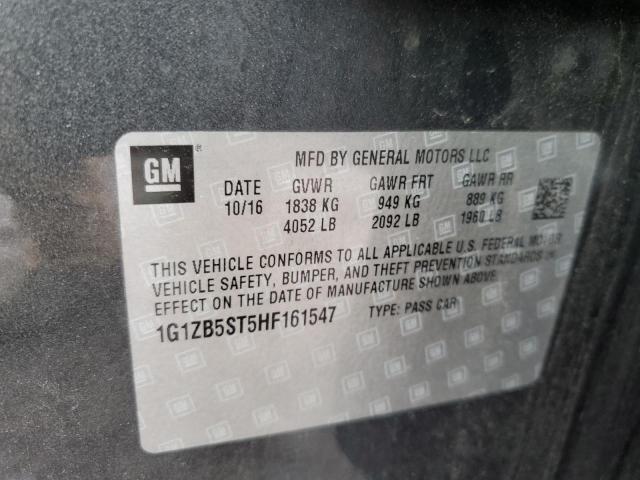 GM ®
MFD BY GENERAL MOTORS LLC
DATE GVWR GAWR FRT GAWR RR
10/16 1838 KG 949 KG 889 KG
4052 LB 2092 LB 1960 LB
THIS VEHICLE CONFORMS TO ALL APPLICABLE U.S. FEDERAL MOTOR
VEHICLE SAFETY, BUMPER, AND THEFT PREVENTION STANDARDS IN
EFFECT ON THE DATE OF MANUFACTURE SHOWN ABOVE.
1G1ZB5ST5HF161547 TYPE: PASS CAR